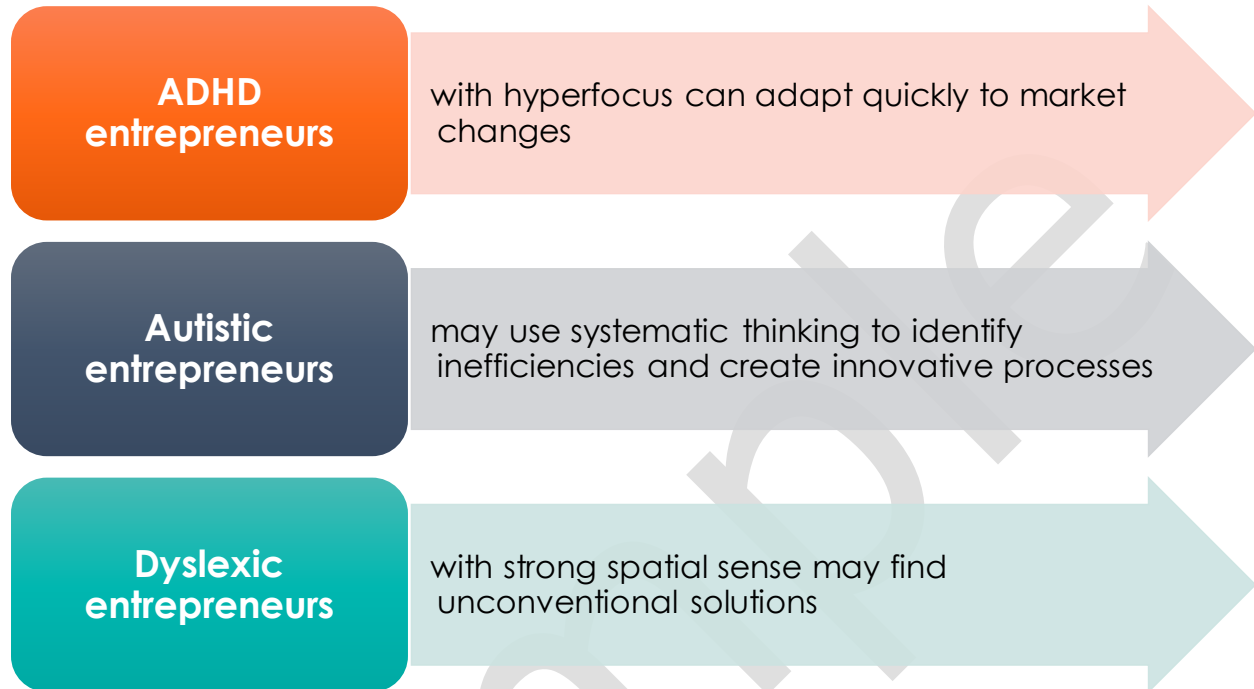 ADHD
entrepreneurs
with hyperfocus can adapt quickly to market
changes
Autistic
entrepreneurs
may use systematic thinking to identify
inefficiencies and create innovative processes
Dyslexic
entrepreneurs
with strong spatial sense may find
unconventional solutions
mple